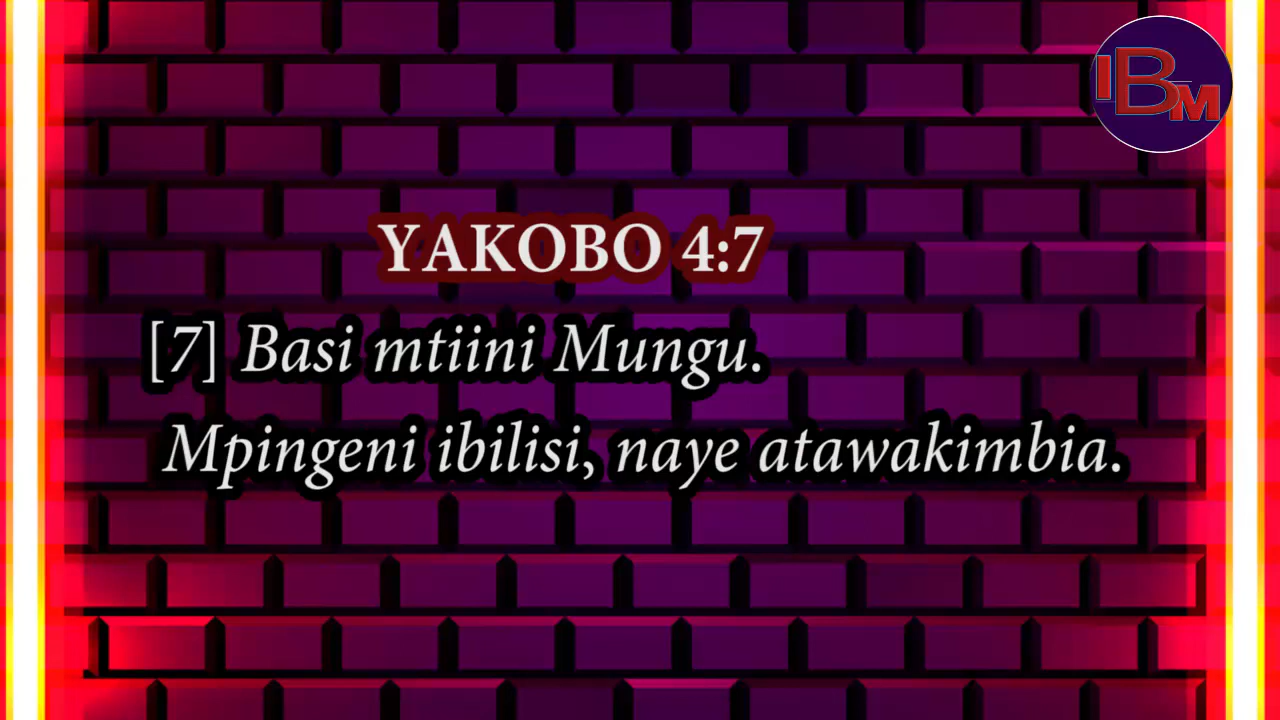 IBM
YAKOBO 4:7
[7] Basi mtiini Mungu.
Mpingeni ibilisi, naye atawakimbia.